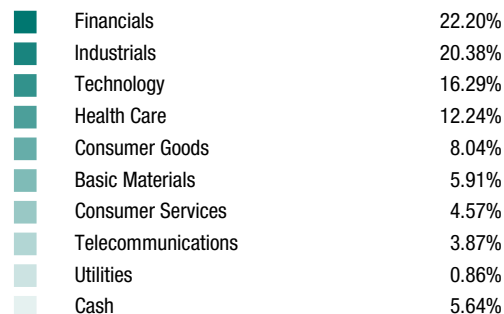 Financials 22.20%
Industrials 20.38%
Technology 16.29%
Health Care 12.24%
Consumer Goods 8.04%
Basic Materials 5.91%
Consumer Services 4.57%
Telecommunications 3.87%
Utilities 0.86%
Cash 5.64%